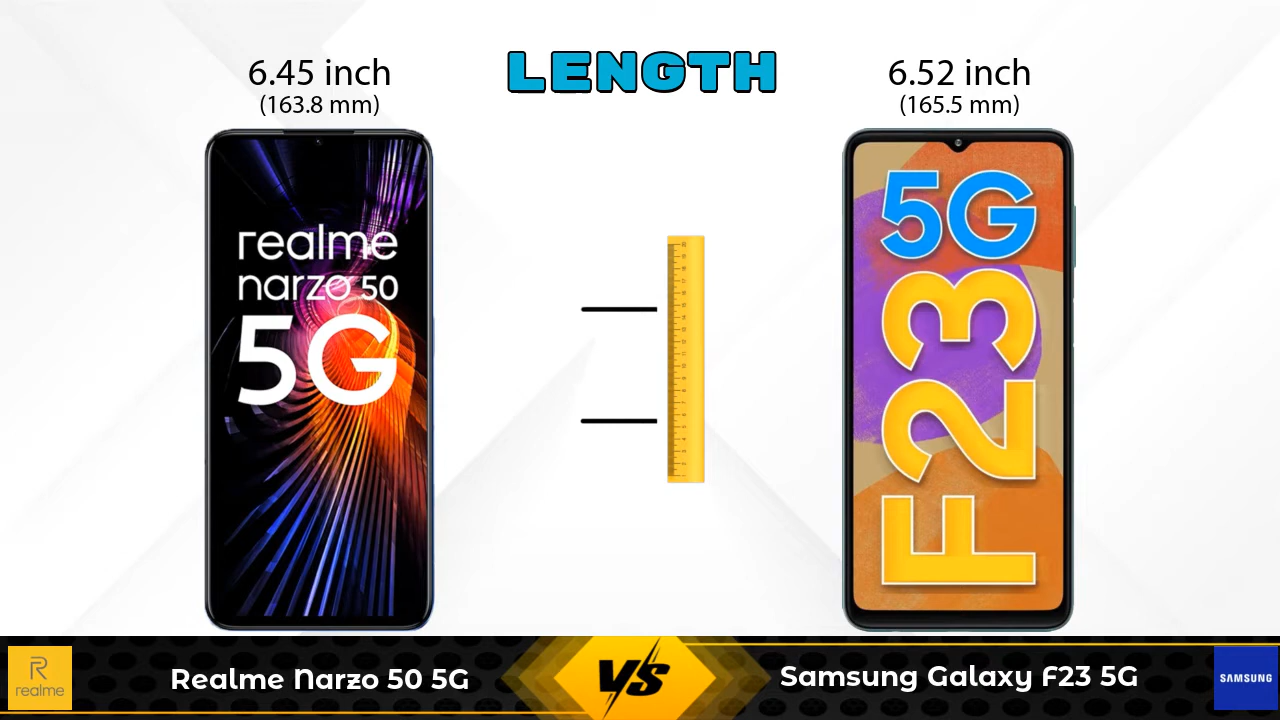 LENGTH
6.45 inch
(163.8 mm)
6.52 inch
(165.5 mm)
realme
narzo 50
5G
5G
F23
R
realme
Realme Narzo 50 5G
VS
Samsung Galaxy F23 5G
SAMSUNG